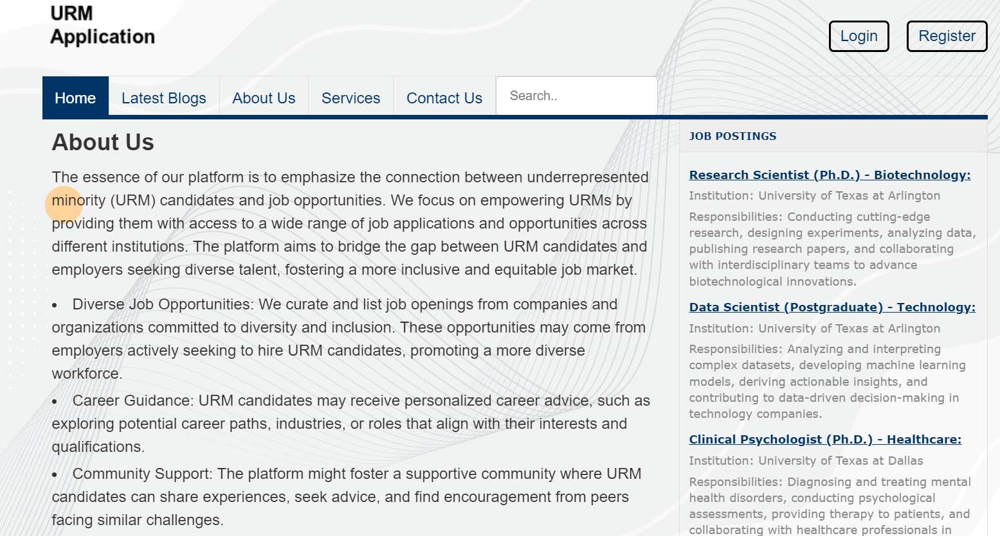 URM
Application
Login
Register
Home
Latest Blogs
About Us
Services
Contact Us
Search..
About Us
The essence of our platform is to emphasize the connection between underrepresented
minority (URM) candidates and job opportunities. We focus on empowering URMs by
providing them with access to a wide range of job applications and opportunities across
different institutions. The platform aims to bridge the gap between URM candidates and
employers seeking diverse talent, fostering a more inclusive and equitable job market.
• Diverse Job Opportunities: We curate and list job openings from companies and
organizations committed to diversity and inclusion. These opportunities may come from
employers actively seeking to hire URM candidates, promoting a more diverse
workforce.
• Career Guidance: URM candidates may receive personalized career advice, such as
exploring potential career paths, industries, or roles that align with their interests and
qualifications.
• Community Support: The platform might foster a supportive community where URM
candidates can share experiences, seek advice, and find encouragement from peers
facing similar challenges.
JOB POSTINGS
Research Scientist (Ph.D.) - Biotechnology:
Institution: University of Texas at Arlington
Responsibilities: Conducting cutting-edge
research, designing experiments, analyzing data,
publishing research papers, and collaborating
with interdisciplinary teams to advance
biotechnological innovations.
Data Scientist (Postgraduate) - Technology:
Institution: University of Texas at Arlington
Responsibilities: Analyzing and interpreting
complex datasets, developing machine learning
models, deriving actionable insights, and
contributing to data-driven decision-making in
technology companies.
Clinical Psychologist (Ph.D.) - Healthcare:
Institution: University of Texas at Dallas
Responsibilities: Diagnosing and treating mental
health disorders, conducting psychological
assessments, providing therapy to patients, and
collaborating with healthcare professionals in